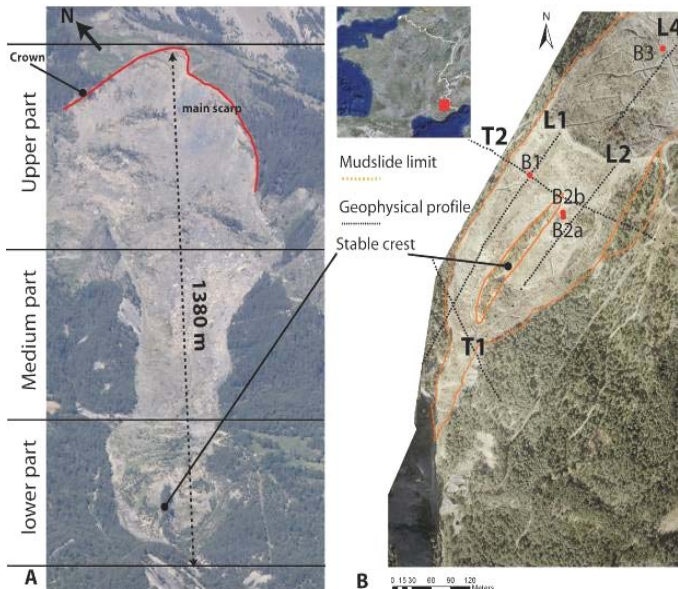 N
Crown
main scarp
Upper part
Medium part
lower part
1380 m
A
Mudslide limit
Geophysical profile
Stable crest
N
L4
B3
L1
T2
L2
B1
B2b
B2a
T1
B
0 15 30 60 90 120
Meters